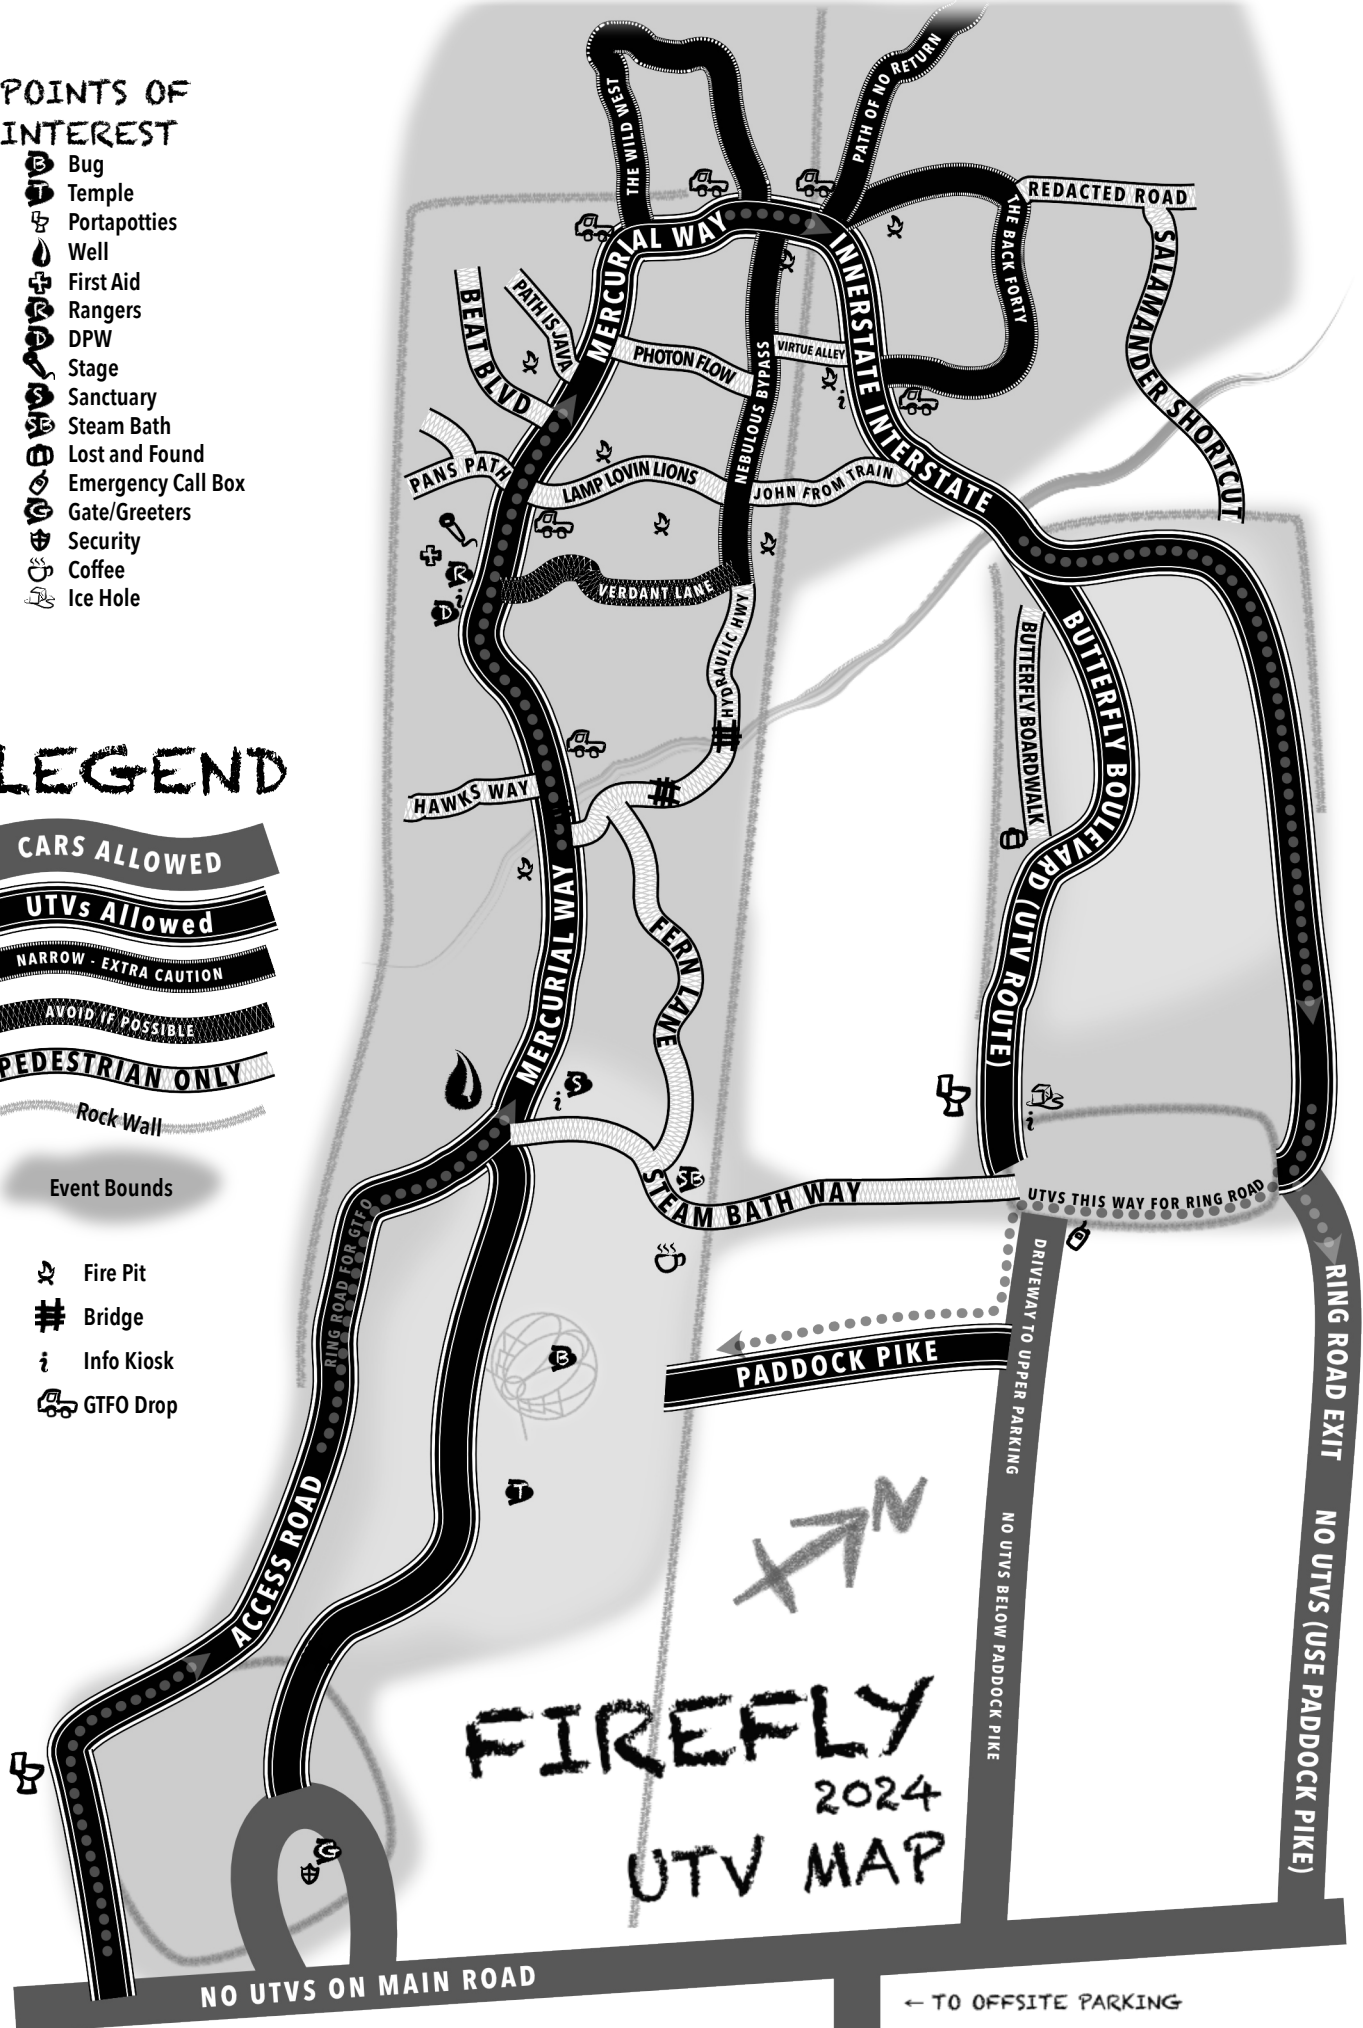 POINTS OF
INTEREST
B Bug
T Temple
Portapotties
Well
First Aid
R Rangers
D DPW
Stage
S Sanctuary
SB Steam Bath
Lost and Found
Emergency Call Box
G Gate/Greeters
Security
Coffee
Ice Hole
LEGEND
CARS ALLOWED
UTVs Allowed
NARROW - EXTRA CAUTION
AVOID IF POSSIBLE
PEDESTRIAN ONLY
Rock Wall
Event Bounds
Fire Pit
Bridge
i Info Kiosk
GTFO Drop
THE WILD WEST
PATH OF NO RETURN
REDACTED ROAD
THE BACK FORTY
SALAMANDER SHORTCUT
MERCURIAL WAY
INNERSTATE INTERSTATE
BEAT BLVD
PATH IS JAVA
PHOTON FLOW
VIRTUE ALLEY
NEBULOUS BYPASS
i
PANS PATH
LAMP LOVIN LIONS
JOHN FROM TRAIN
R
i
D
VERDANT LANE
HYDRAULIC HWY
BUTTERFLY BOARDWALK
BUTTERFLY BOULEVARD (UTV ROUTE)
HAWKS WAY
MERCURIAL WAY
FERN LANE
S
i
i
SB
STEAM BATH WAY
UTVS THIS WAY FOR RING ROAD
RING ROAD FOR GTFO
B
T
PADDOCK PIKE
DRIVEWAY TO UPPER PARKING
NO UTVS BELOW PADDOCK PIKE
RING ROAD EXIT
NO UTVS (USE PADDOCK PIKE)
ACCESS ROAD
N
FIREFLY
2024
UTV MAP
G
NO UTVS ON MAIN ROAD
← TO OFFSITE PARKING